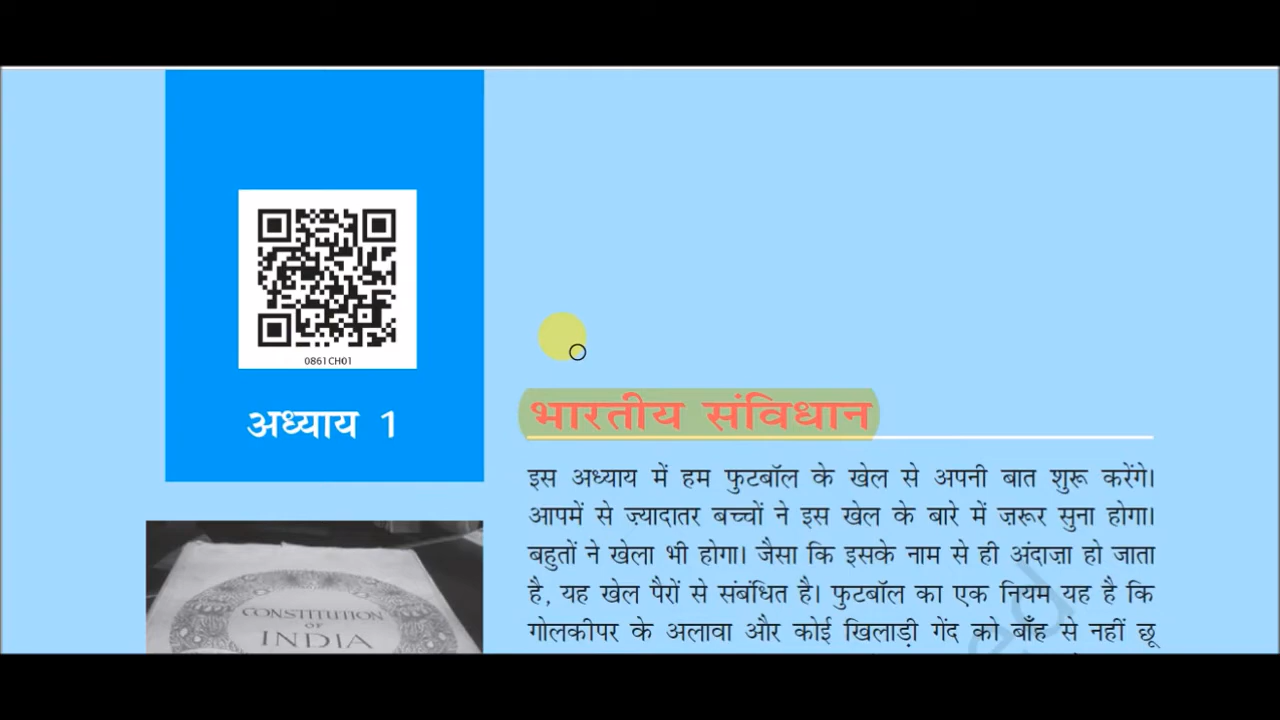 0861CH01
अध्याय 1
भारतीय संविधान
इस अध्याय में हम फुटबॉल के खेल से अपनी बात शुरू करेंगे।
आपमें से ज़्यादातर बच्चों ने इस खेल के बारे में ज़रूर सुना होगा।
बहुतों ने खेला भी होगा। जैसा कि इसके नाम से ही अंदाज़ा हो जाता
है, यह खेल पैरों से संबंधित है। फुटबॉल का एक नियम यह है कि
गोलकीपर के अलावा और कोई खिलाड़ी गेंद को बाँह से नहीं छू
CONSTITUTION
OF
INDIA